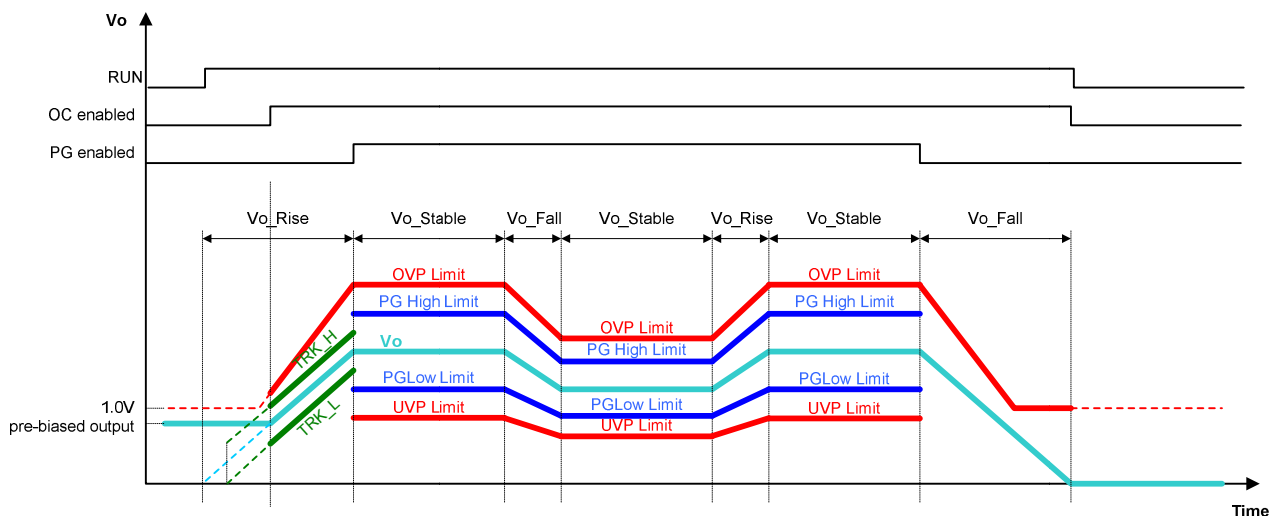 Vo
RUN
OC enabled
PG enabled
Vo_Rise
Vo_Stable
Vo_Fall
Vo_Stable
Vo_Rise
Vo_Stable
Vo_Fall
OVP Limit
OVP Limit
PG High Limit
PG High Limit
OVP Limit
TRK_H
Vo
PG High Limit
PGLow Limit
PGLow Limit
1.0V
TRK_L
UVP Limit
PGLow Limit
UVP Limit
pre-biased output
UVP Limit
Time